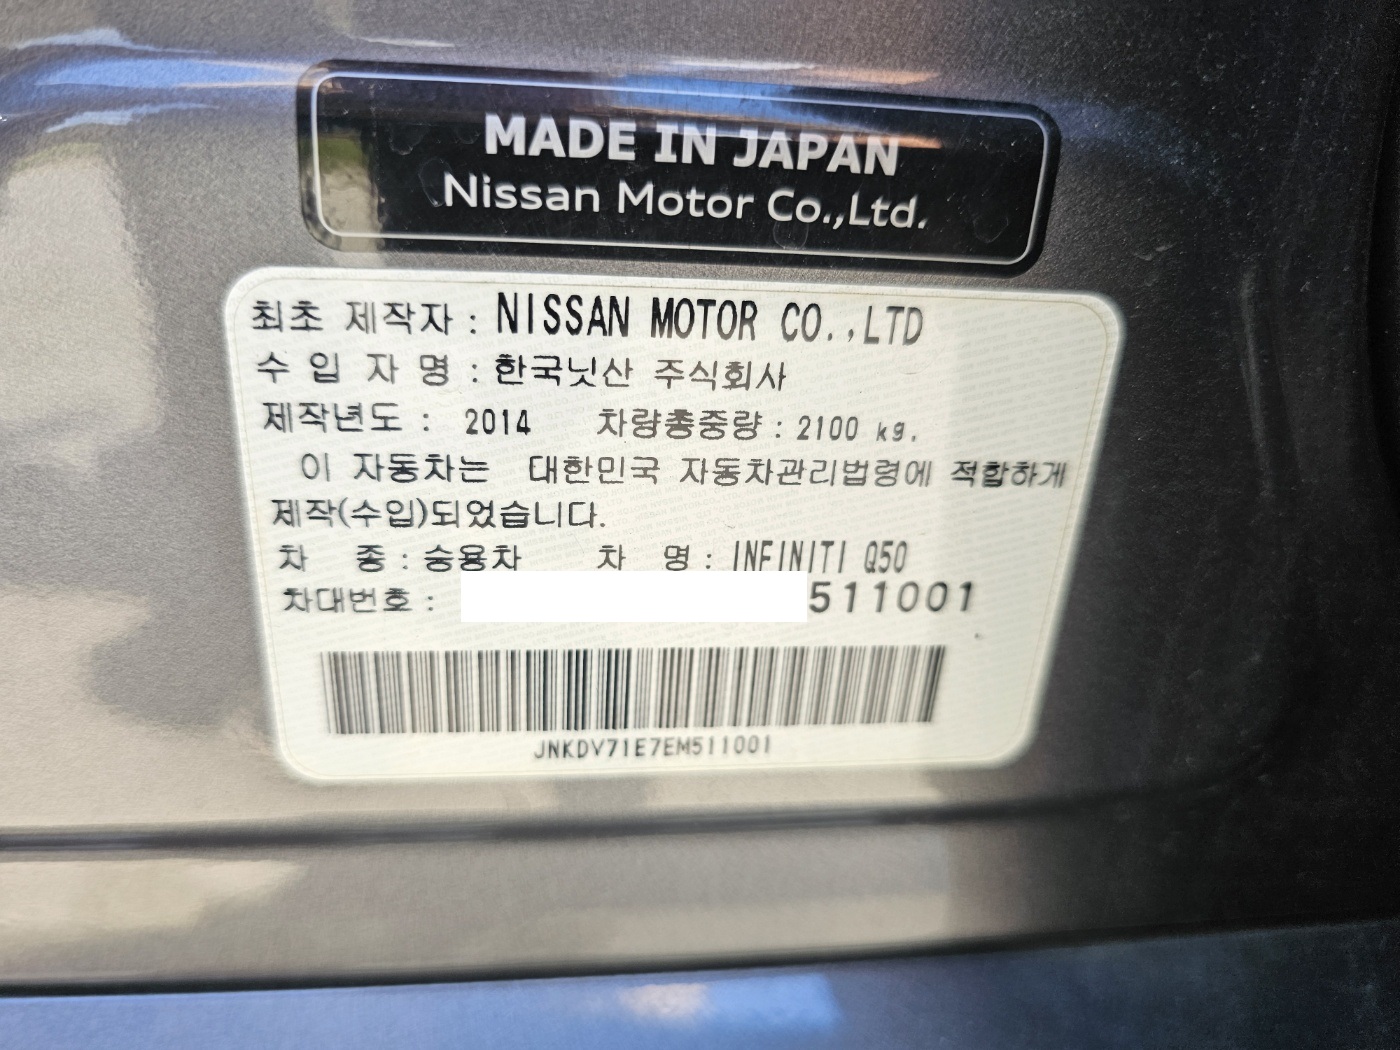 MADE IN JAPAN
Nissan Motor Co.,Ltd.
최초 제작자 : NISSAN MOTOR CO.,LTD
수 입 자 명 : 한국닛산 주식회사
제작년도 : 2014 차량총중량 : 2100 kg.
이 자동차는 대한민국 자동차관리법령에 적합하게
제작(수입)되었습니다.
차 종 : 승용차 차 명 : INFINITI Q50
차대번호 : 511001
JNKDV71E7EM511001